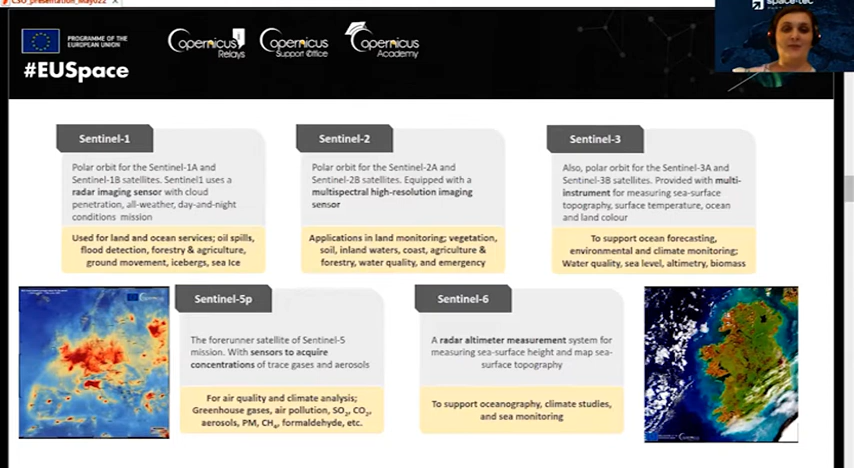 CSO_presentation_May022
space-tec
PROGRAMME OF THE
EUROPEAN UNION
Copernicus
Relays
Copernicus
Support Office
Copernicus
Academy
#EUSpace
Sentinel-1
Polar orbit for the Sentinel-1A and
Sentinel-1B satellites. Sentinel1 uses a
radar imaging sensor with cloud
penetration, all-weather, day-and-night
conditions mission
Used for land and ocean services; oil spills,
flood detection, forestry & agriculture,
ground movement, icebergs, sea Ice
Sentinel-2
Polar orbit for the Sentinel-2A and
Sentinel-2B satellites. Equipped with a
multispectral high-resolution imaging
sensor
Applications in land monitoring; vegetation,
soil, inland waters, coast, agriculture &
forestry, water quality, and emergency
Sentinel-3
Also, polar orbit for the Sentinel-3A and
Sentinel-3B satellites. Provided with multi-
instrument for measuring sea-surface
topography, surface temperature, ocean
and land colour
To support ocean forecasting,
environmental and climate monitoring;
Water quality, sea level, altimetry, biomass
Sentinel-5p
The forerunner satellite of Sentinel-5
mission. With sensors to acquire
concentrations of trace gases and aerosols
For air quality and climate analysis;
Greenhouse gases, air pollution, SO₂, CO₂,
aerosols, PM, CH₄, formaldehyde, etc.
Sentinel-6
A radar altimeter measurement system for
measuring sea-surface height and map sea-
surface topography
To support oceanography, climate studies,
and sea monitoring